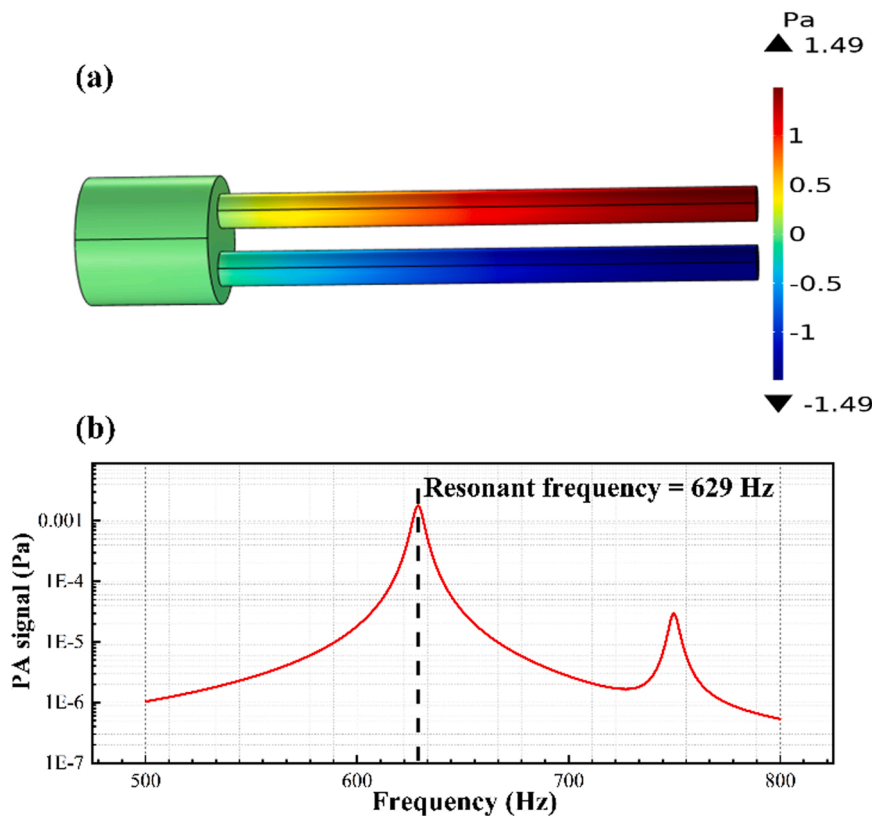 Pa
▲ 1.49
(a)
1
0.5
0
-0.5
-1
▼ -1.49
(b)
Resonant frequency = 629 Hz
PA signal (Pa)
0.001
1E-4
1E-5
1E-6
1E-7
500 600 700 800
Frequency (Hz)